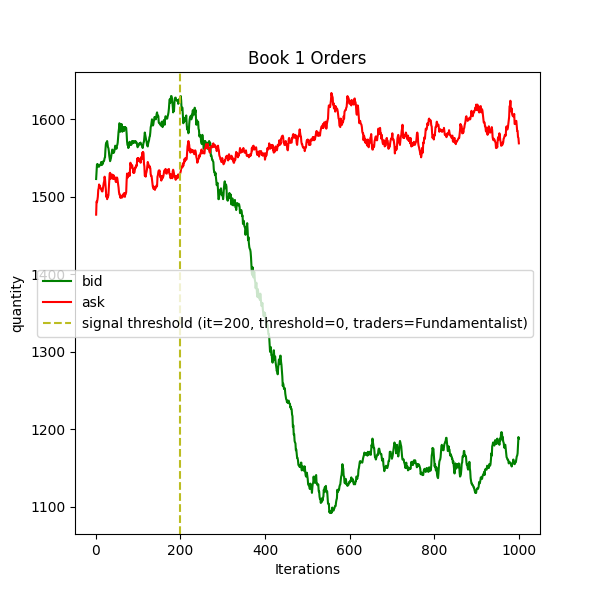 Book 1 Orders
1600
1500
1400
1300
1200
1100
quantity
bid
ask
signal threshold (it=200, threshold=0, traders=Fundamentalist)
0
200
400
600
800
1000
Iterations